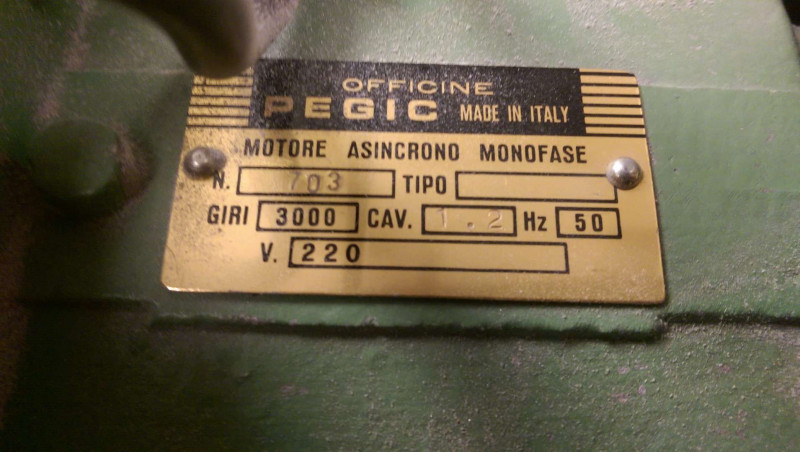 OFFICINE
PEGIC MADE IN ITALY
MOTORE ASINCRONO MONOFASE
N. 703 TIPO
GIRI 3000 CAV. 1.2 Hz 50
V. 220